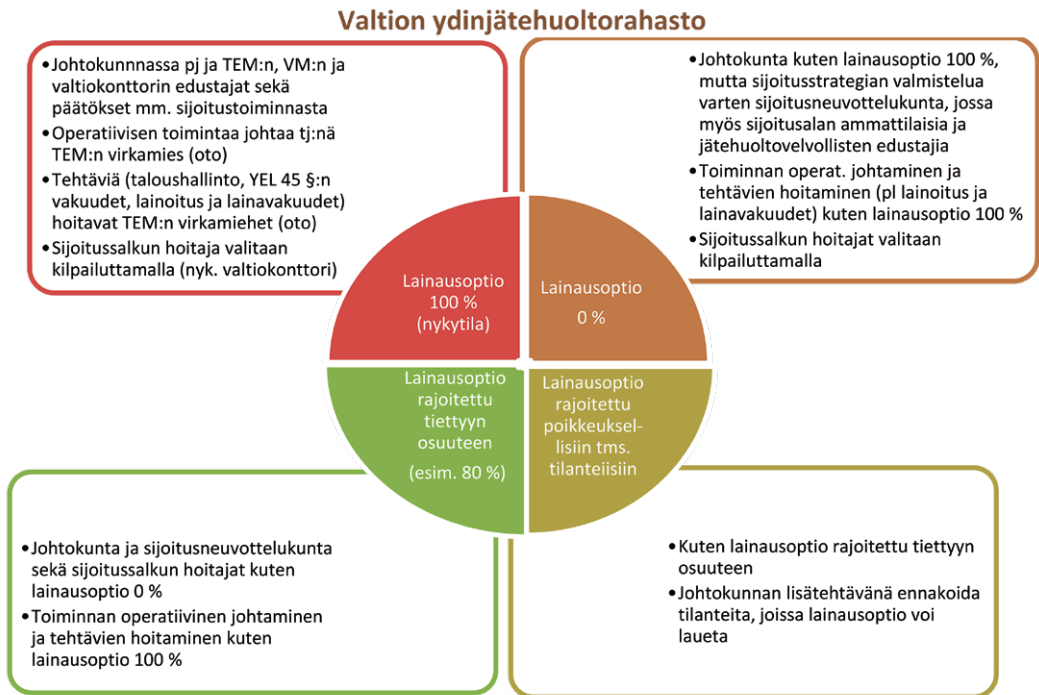 Valtion ydinjätehuoltorahasto
•Johtokunnnassa pj ja TEM:n, VM:n ja
valtiokonttorin edustajat sekä
päätökset mm. sijoitustoiminnasta
•Operatiivisen toimintaa johtaa tj:nä
TEM:n virkamies (oto)
•Tehtäviä (taloushallinto, YEL 45 §:n
vakuudet, lainoitus ja lainavakuudet)
hoitavat TEM:n virkamiehet (oto)
•Sijoitussalkun hoitaja valitaan
kilpailuttamalla (nyk. valtiokonttori)
•Johtokunta kuten lainausoptio 100 %,
mutta sijoitusstrategian valmistelua
varten sijoitusneuvottelukunta, jossa
myös sijoitusalan ammattilaisia ja
jätehuoltovelvollisten edustajia
•Toiminnan operat. johtaminen ja
tehtävien hoitaminen (pl lainoitus ja
lainavakuudet) kuten lainausoptio 100 %
•Sijoitussalkun hoitajat valitaan
kilpailuttamalla
Lainausoptio
100 %
(nykytila)
Lainausoptio
0 %
Lainausoptio
rajoitettu
tiettyyn
osuuteen
(esim. 80 %)
Lainausoptio
rajoitettu
poikkeuksel-
lisiin tms.
tilanteiisiin
•Johtokunta ja sijoitusneuvottelukunta
sekä sijoitussalkun hoitajat kuten
lainausoptio 0 %
•Toiminnan operatiivinen johtaminen
ja tehtävien hoitaminen kuten
lainausoptio 100 %
•Kuten lainausoptio rajoitettu tiettyyn
osuuteen
•Johtokunnan lisätehtävänä ennakoida
tilanteita, joissa lainausoptio voi
laueta